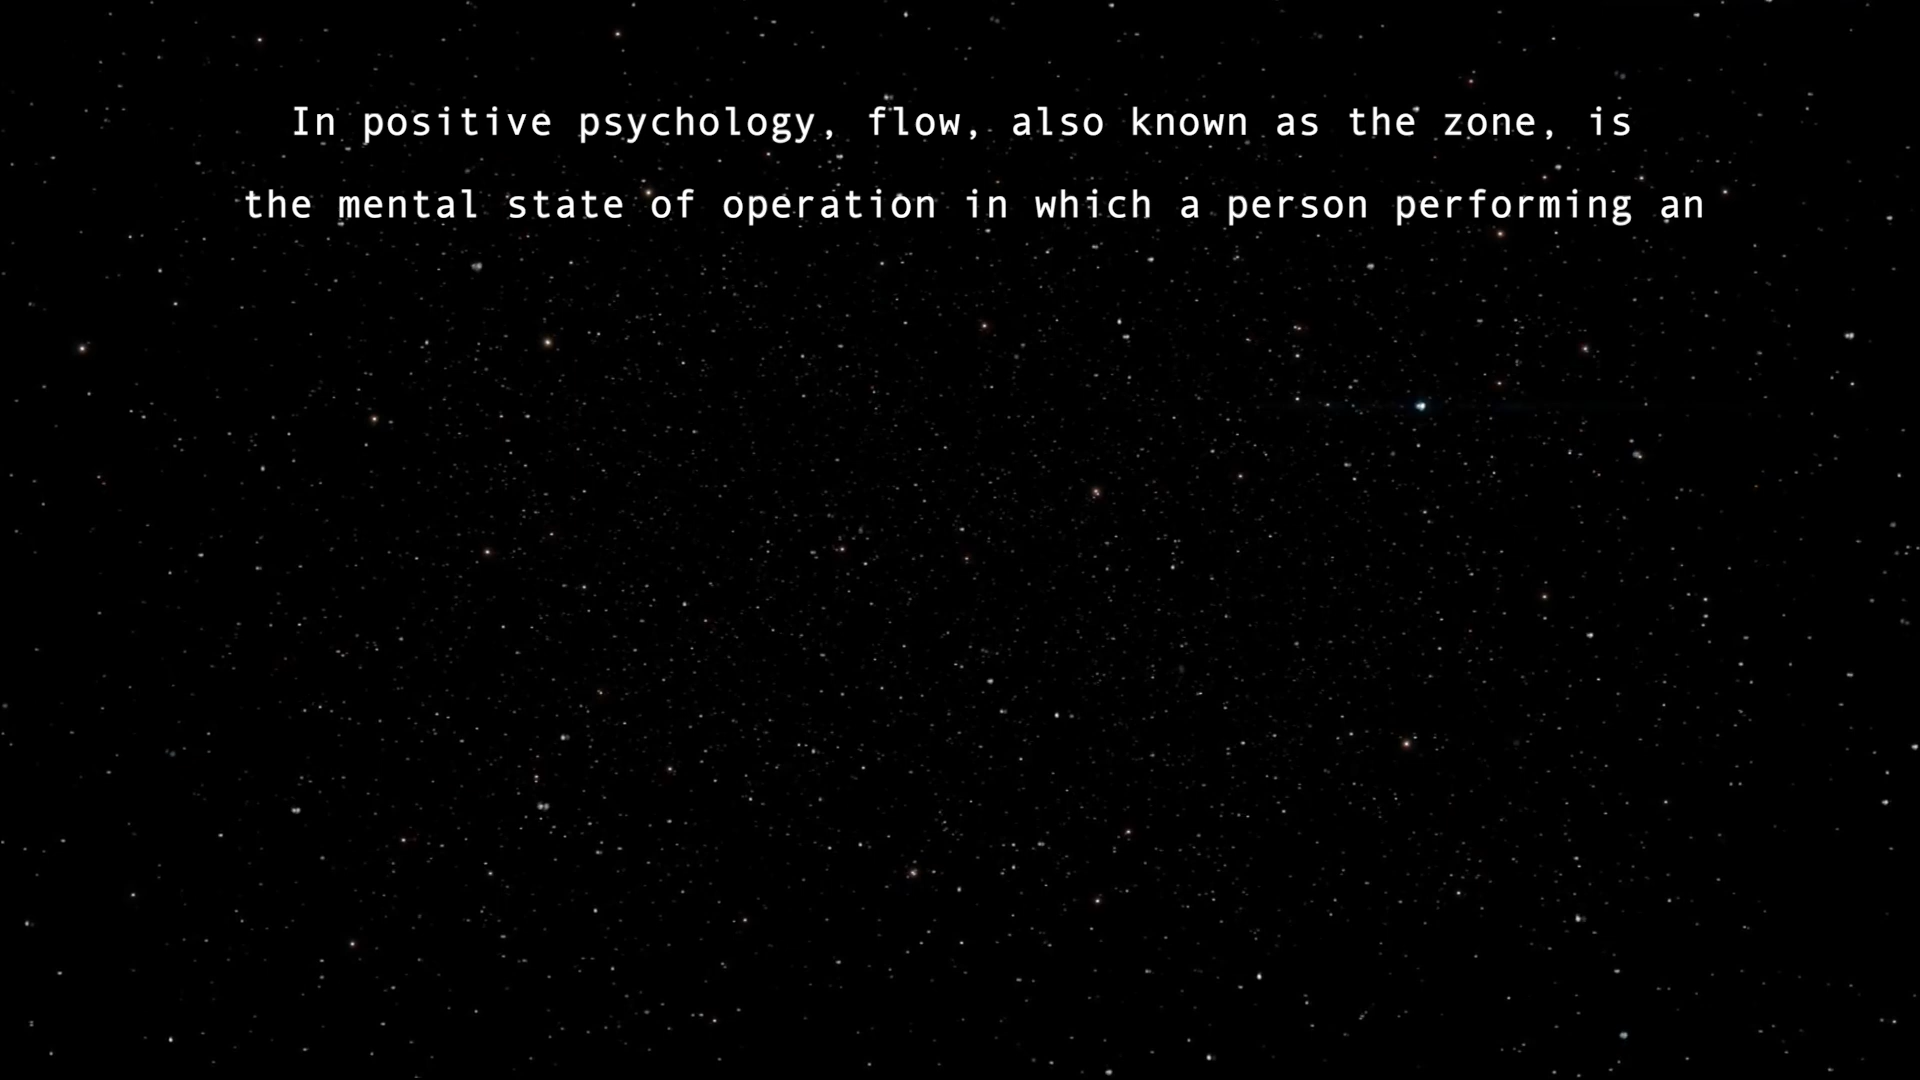 In positive psychology, flow, also known as the zone, is
the mental state of operation in which a person performing an